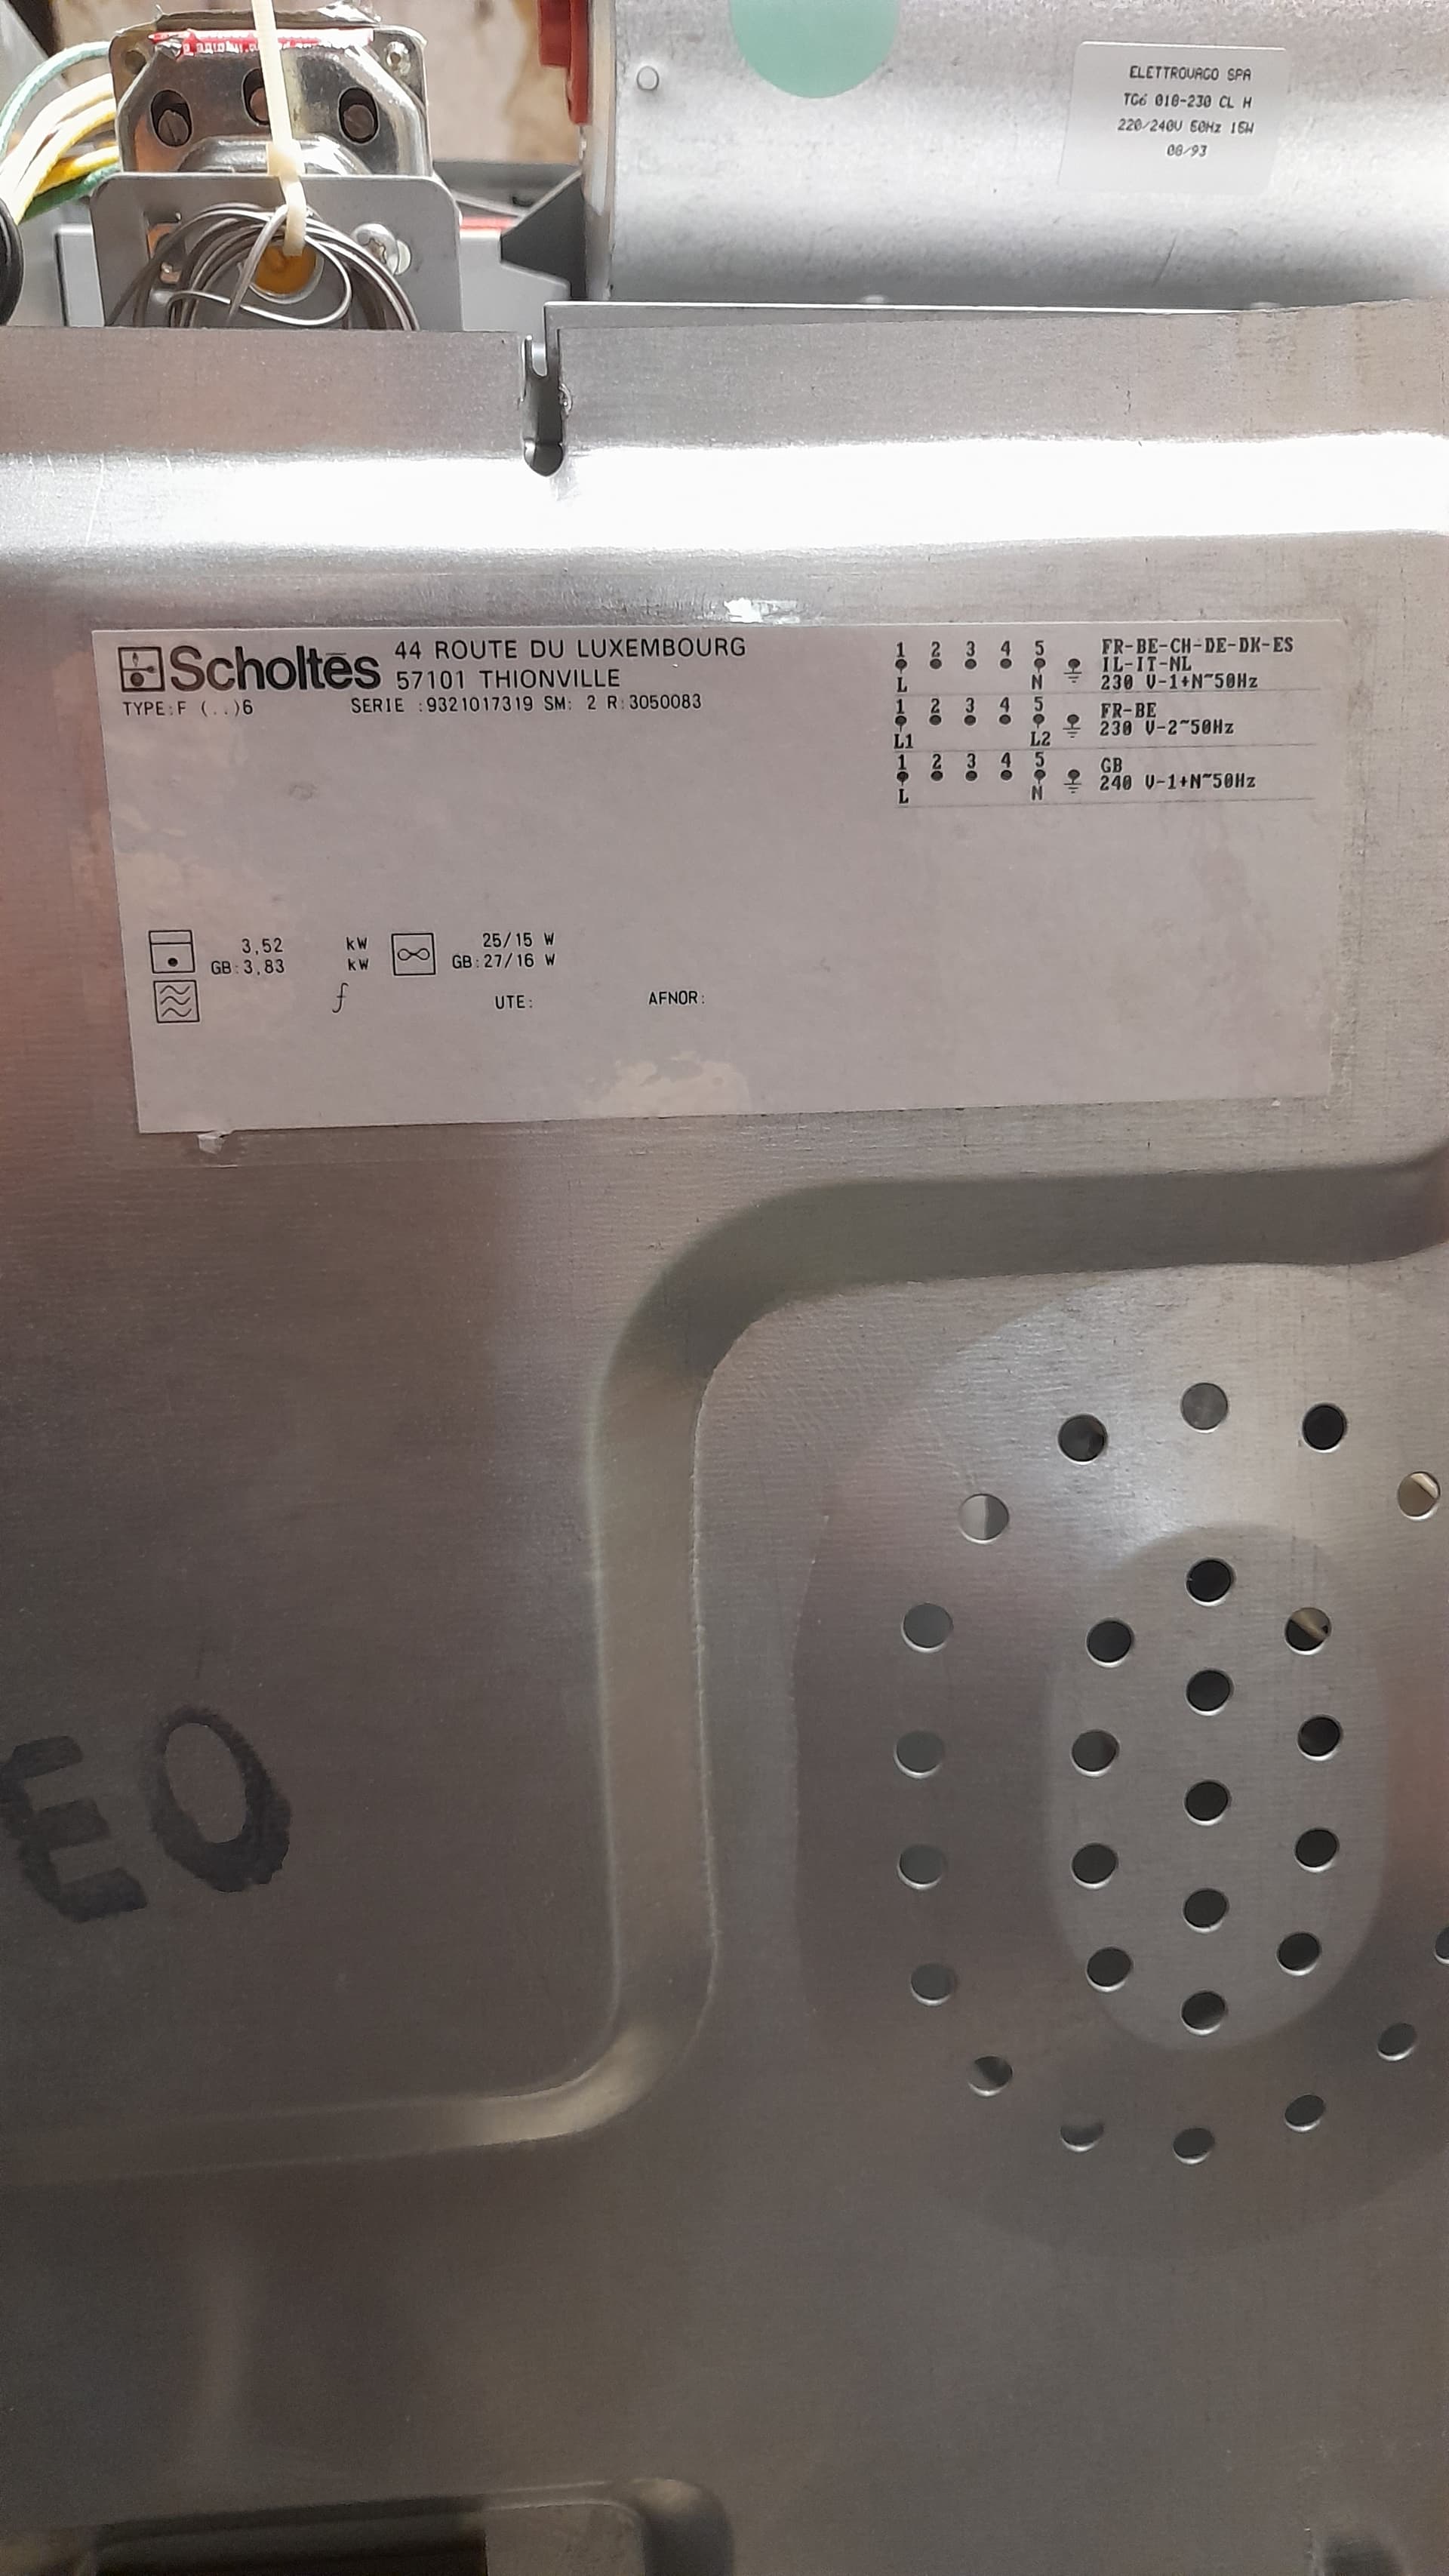 ELETTROVAGO SPA
TG6 018-230 CL H
220/240V 50Hz 15W
08/93
Scholtès
44 ROUTE DU LUXEMBOURG
57101 THIONVILLE
TYPE:F (..)6 SERIE :9321017319 SM: 2 R:3050083
1 2 3 4 5 FR-BE-CH-DE-DK-ES
IL-IT-NL
L N 230 V-1+N~50Hz
1 2 3 4 5 FR-BE
L1 L2 230 V-2~50Hz
1 2 3 4 5 GB
L N 240 V-1+N~50Hz
3,52 kW 25/15 W
GB:3,83 kW GB:27/16 W
f UTE: AFNOR:
EO